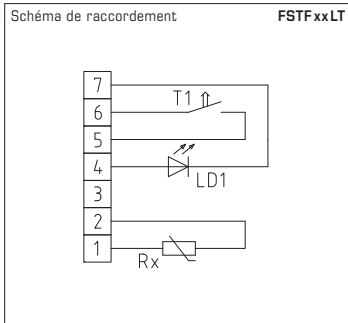 Schéma de raccordement FSTFxxLT
7
6 T1
5
4 LD1
3
2
1 Rx